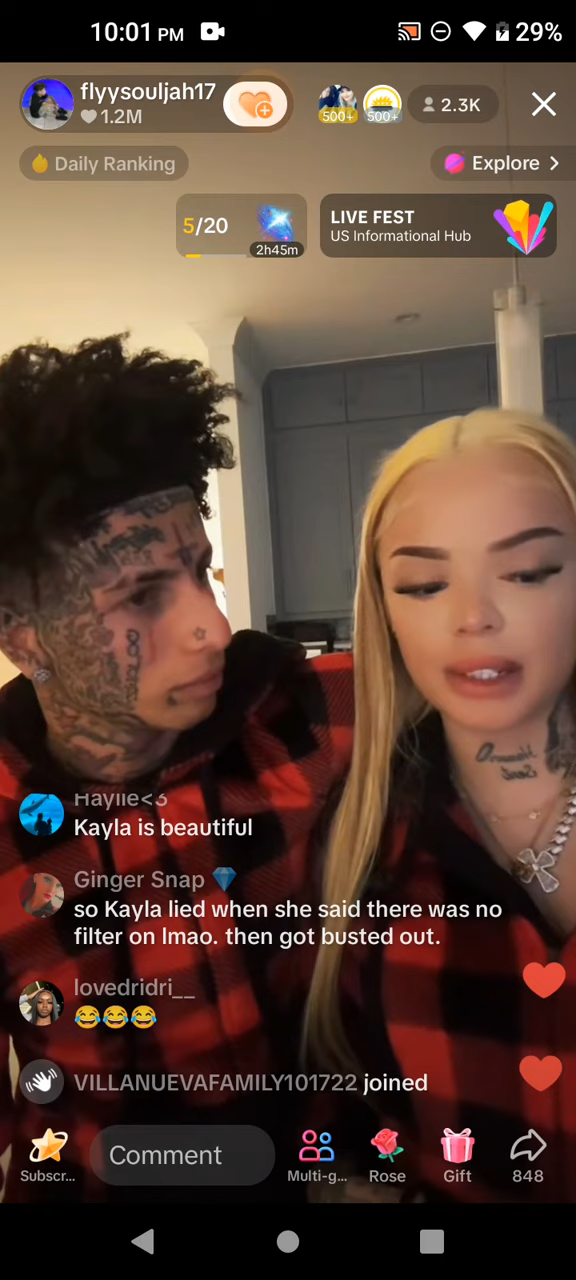 10:01 PM
29%
flyysouljah17
1.2M
500+
500+
2.3K
Daily Ranking
Explore >
5/20
2h45m
LIVE FEST
US Informational Hub
Haylie<3
Kayla is beautiful
Ginger Snap 💎
so Kayla lied when she said there was no
filter on lmao. then got busted out.
lovedridri__
😂😂😂
VILLANUEVAFAMILY101722 joined
Comment
Subscr...
Multi-g...
Rose
Gift
848